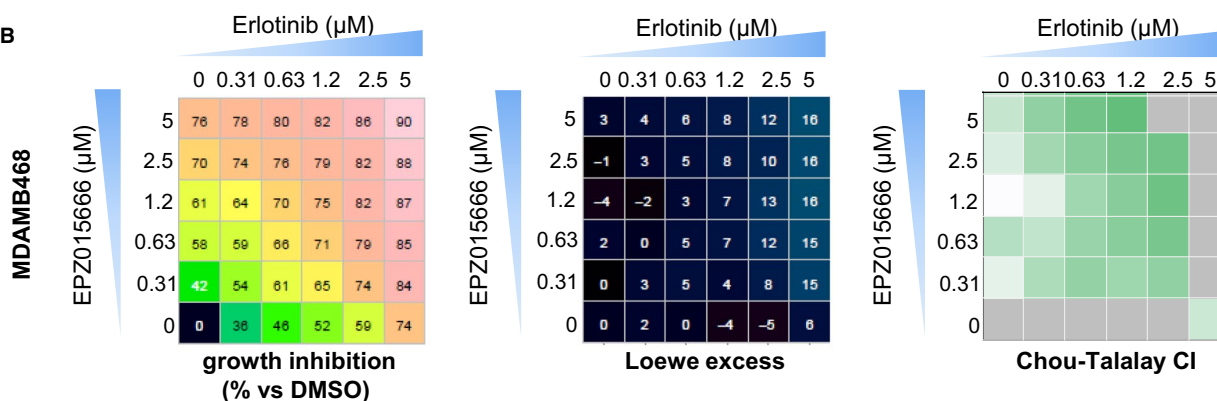 B
MDAMB468
Erlotinib (µM)
EPZ015666 (µM)
0 0.31 0.63 1.2 2.5 5
5 76 78 80 82 86 90
2.5 70 74 76 79 82 88
1.2 61 64 70 75 82 87
0.63 58 59 66 71 79 85
0.31 42 54 61 65 74 84
0 0 36 46 52 59 74
growth inhibition
(% vs DMSO)
Erlotinib (µM)
EPZ015666 (µM)
0 0.31 0.63 1.2 2.5 5
5 3 4 6 8 12 16
2.5 −1 3 5 8 10 16
1.2 −4 −2 3 7 13 16
0.63 2 0 5 7 12 15
0.31 0 3 5 4 8 15
0 0 2 0 −4 −5 6
Loewe excess
Erlotinib (µM)
EPZ015666 (µM)
0 0.31 0.63 1.2 2.5 5
5
2.5
1.2
0.63
0.31
0
Chou-Talalay CI